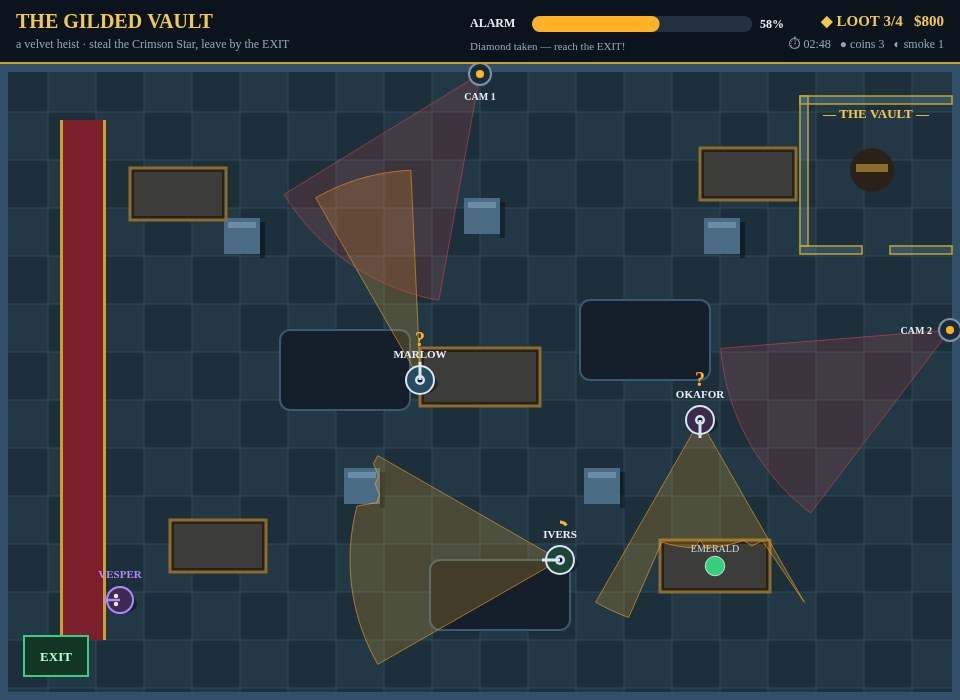 THE GILDED VAULT
a velvet heist · steal the Crimson Star, leave by the EXIT
ALARM
58%
Diamond taken — reach the EXIT!
◆ LOOT 3/4 $800
⏱ 02:48 ● coins 3 ◖ smoke 1
CAM 1
— THE VAULT —
CAM 2
?
MARLOW
?
OKAFOR
IVERS
EMERALD
VESPER
EXIT